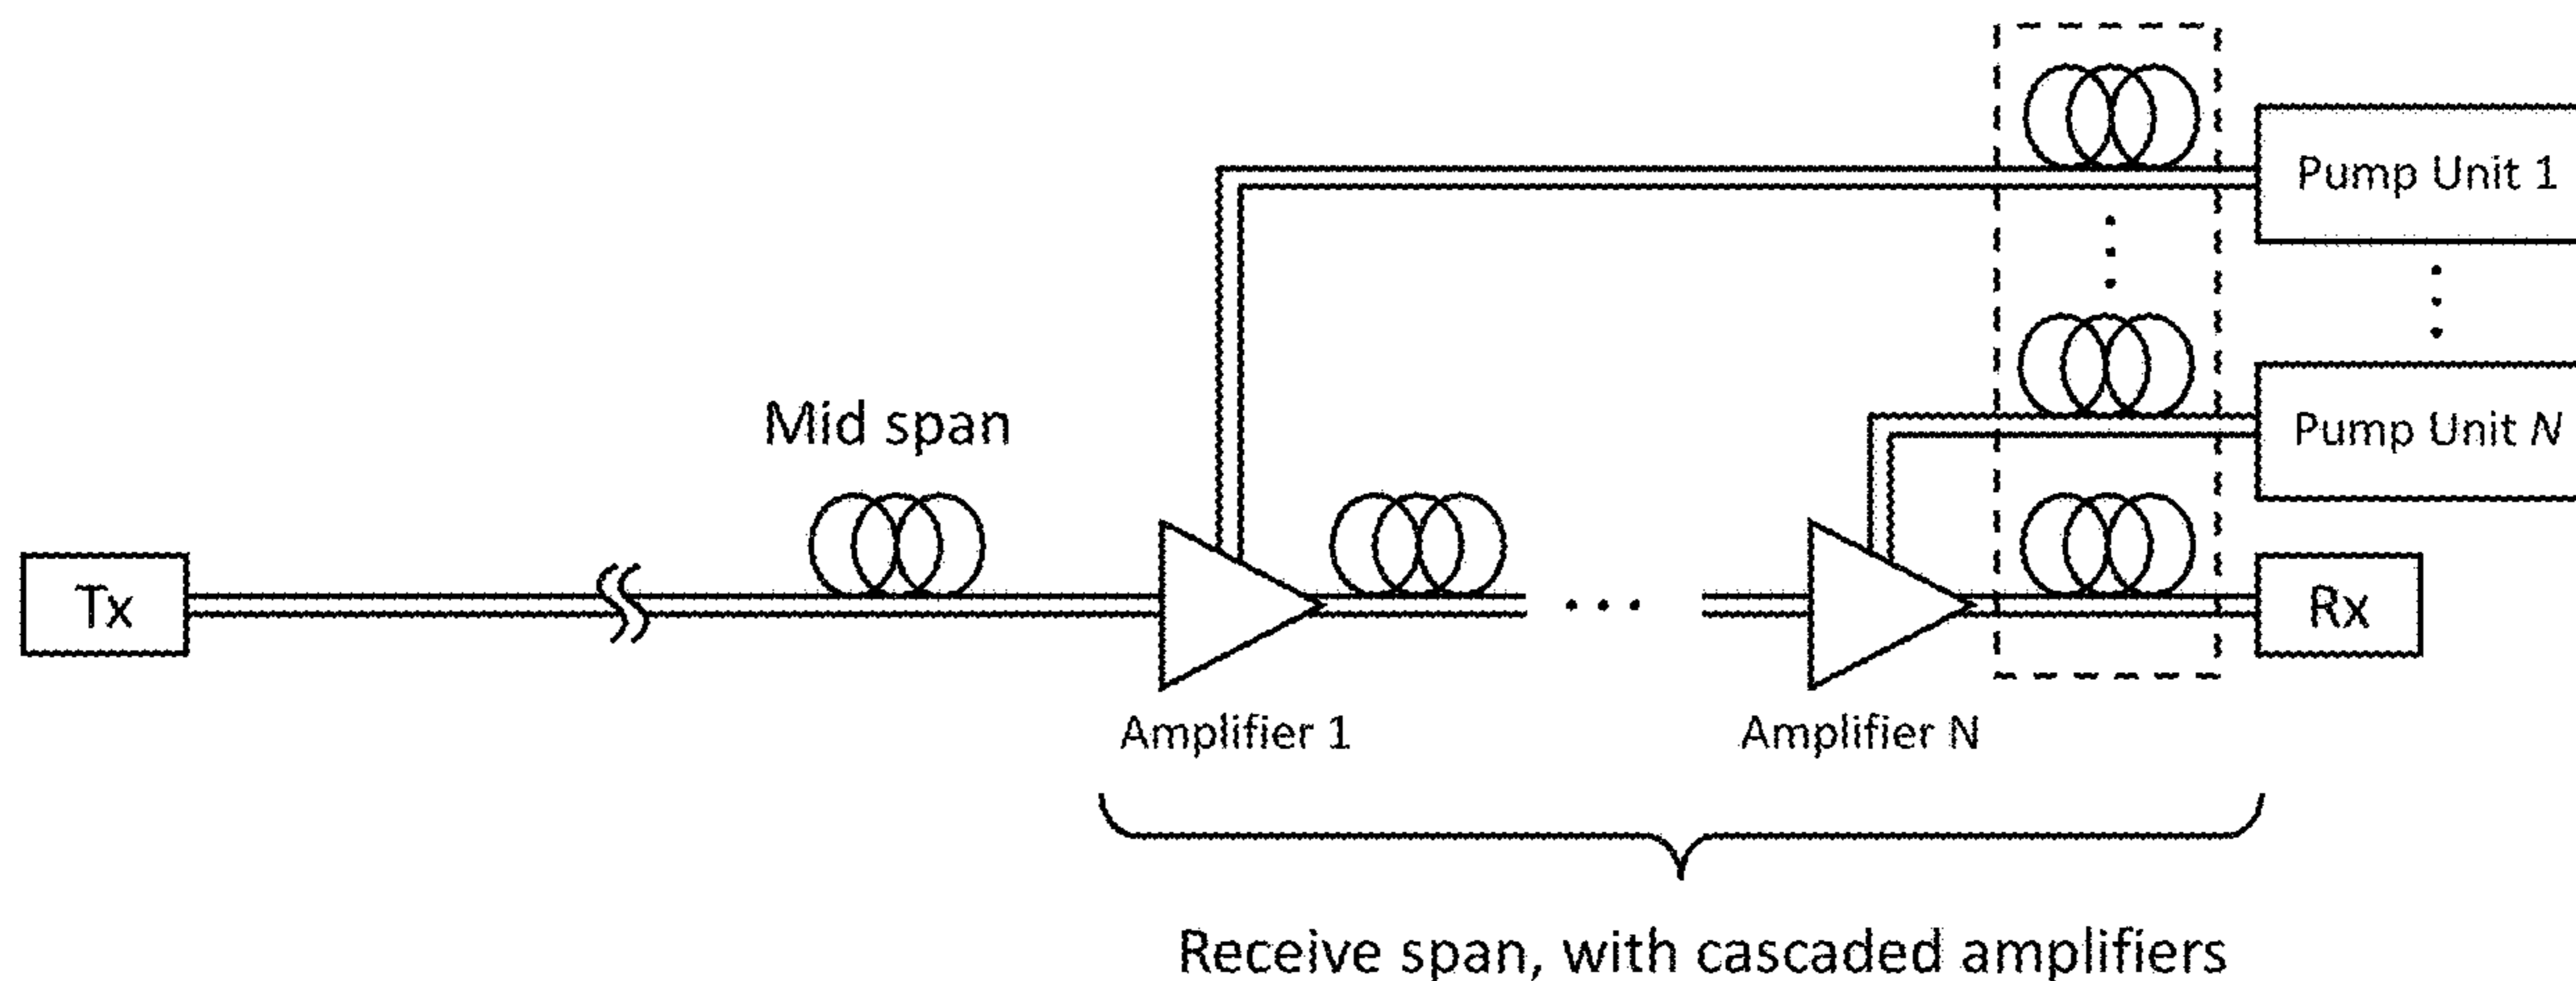 Pump Unit 1
Mid span
Pump Unit N
Tx
Rx
Amplifier 1
Amplifier N
Receive span, with cascaded amplifiers